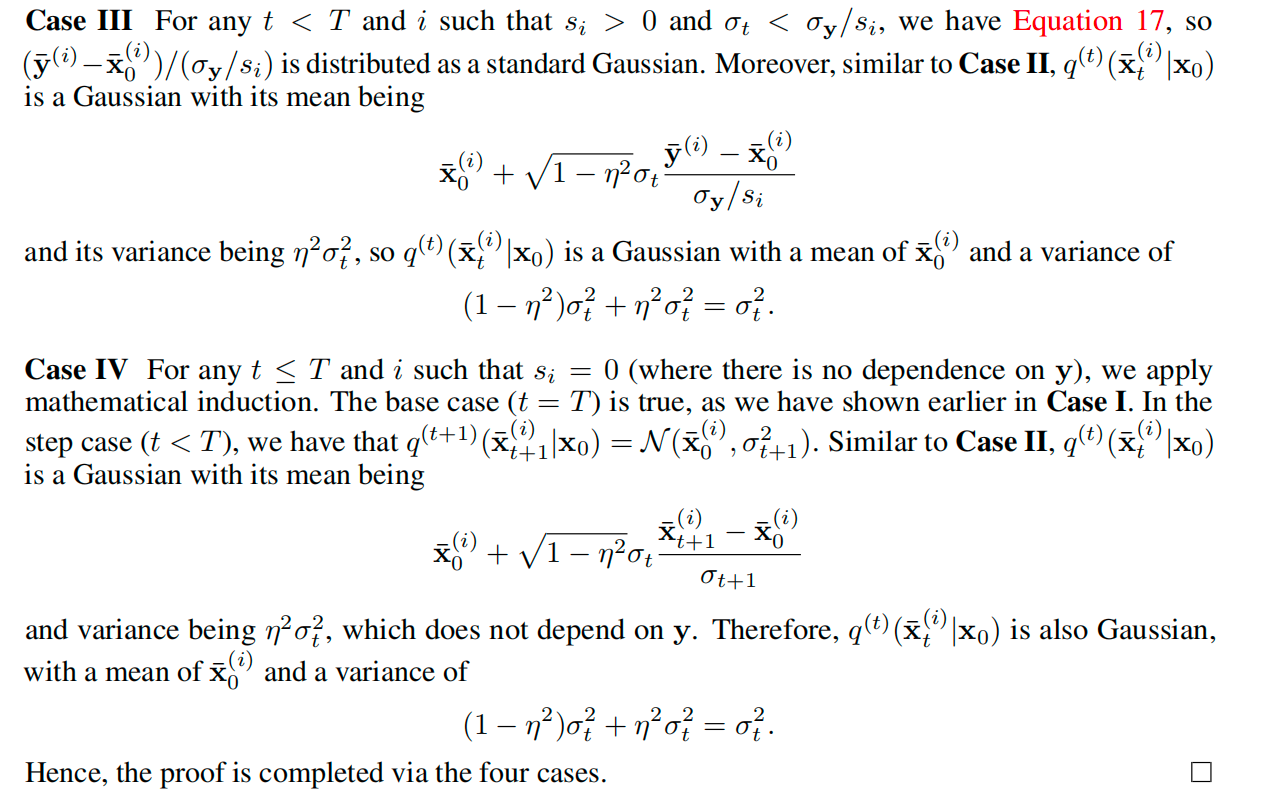 Case III For any $t < T$ and $i$ such that $s_i > 0$ and $\sigma_t < \sigma_{\mathbf{y}}/s_i$, we have Equation 17, so
$(\bar{\mathbf{y}}^{(i)} - \bar{\mathbf{x}}_0^{(i)})/(\sigma_{\mathbf{y}}/s_i)$ is distributed as a standard Gaussian. Moreover, similar to Case II, $q^{(t)}(\bar{\mathbf{x}}_t^{(i)}|\mathbf{x}_0)$
is a Gaussian with its mean being
$\bar{\mathbf{x}}_0^{(i)} + \sqrt{1 - \eta^2}\sigma_t \frac{\bar{\mathbf{y}}^{(i)} - \bar{\mathbf{x}}_0^{(i)}}{\sigma_{\mathbf{y}}/s_i}$
and its variance being $\eta^2\sigma_t^2$, so $q^{(t)}(\bar{\mathbf{x}}_t^{(i)}|\mathbf{x}_0)$ is a Gaussian with a mean of $\bar{\mathbf{x}}_0^{(i)}$ and a variance of
$(1 - \eta^2)\sigma_t^2 + \eta^2\sigma_t^2 = \sigma_t^2.$
Case IV For any $t \leq T$ and $i$ such that $s_i = 0$ (where there is no dependence on $\mathbf{y}$), we apply
mathematical induction. The base case ($t = T$) is true, as we have shown earlier in Case I. In the
step case ($t < T$), we have that $q^{(t+1)}(\bar{\mathbf{x}}_{t+1}^{(i)}|\mathbf{x}_0) = \mathcal{N}(\bar{\mathbf{x}}_0^{(i)}, \sigma_{t+1}^2)$. Similar to Case II, $q^{(t)}(\bar{\mathbf{x}}_t^{(i)}|\mathbf{x}_0)$
is a Gaussian with its mean being
$\bar{\mathbf{x}}_0^{(i)} + \sqrt{1 - \eta^2}\sigma_t \frac{\bar{\mathbf{x}}_{t+1}^{(i)} - \bar{\mathbf{x}}_0^{(i)}}{\sigma_{t+1}}$
and variance being $\eta^2\sigma_t^2$, which does not depend on $\mathbf{y}$. Therefore, $q^{(t)}(\bar{\mathbf{x}}_t^{(i)}|\mathbf{x}_0)$ is also Gaussian,
with a mean of $\bar{\mathbf{x}}_0^{(i)}$ and a variance of
$(1 - \eta^2)\sigma_t^2 + \eta^2\sigma_t^2 = \sigma_t^2.$
Hence, the proof is completed via the four cases. □